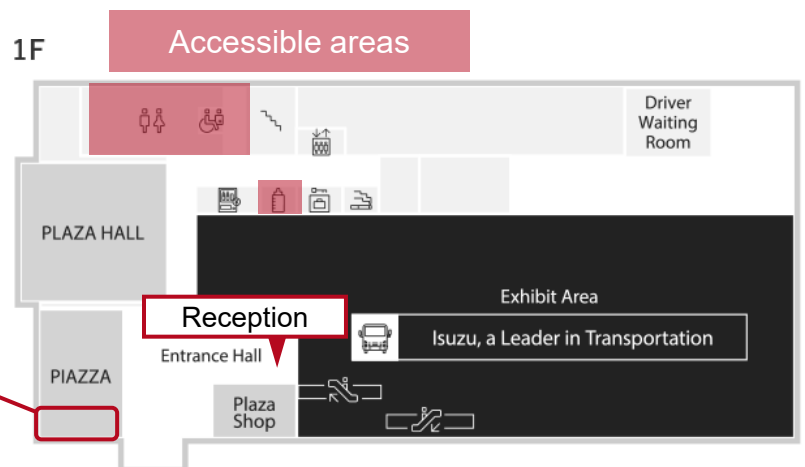 1F
Accessible areas
Driver
Waiting
Room
PLAZA HALL
Exhibit Area
Reception
Isuzu, a Leader in Transportation
Entrance Hall
PIAZZA
Plaza
Shop